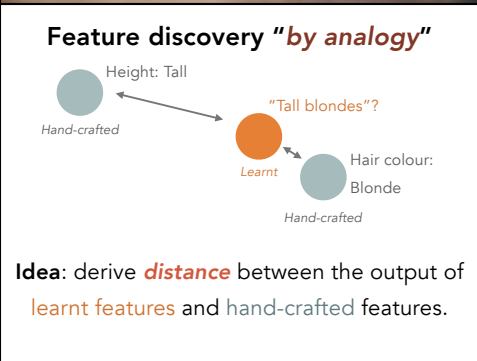 Feature discovery "by analogy"
Height: Tall
Hand-crafted
"Tall blondes"?
Learnt
Hair colour:
Blonde
Hand-crafted
Idea: derive distance between the output of
learnt features and hand-crafted features.